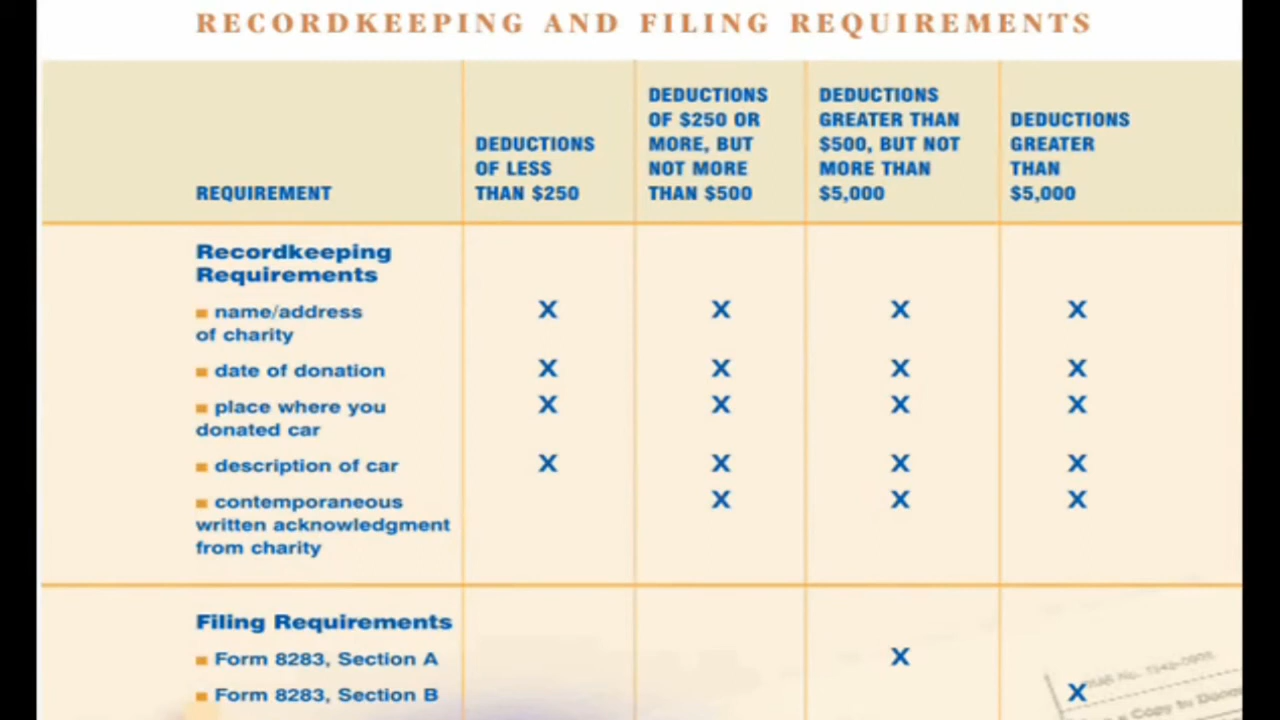 RECORDKEEPING AND FILING REQUIREMENTS
REQUIREMENT
DEDUCTIONS
OF LESS
THAN $250
DEDUCTIONS
OF $250 OR
MORE, BUT
NOT MORE
THAN $500
DEDUCTIONS
GREATER THAN
$500, BUT NOT
MORE THAN
$5,000
DEDUCTIONS
GREATER
THAN
$5,000
Recordkeeping
Requirements
■ name/address X X X X
of charity
■ date of donation X X X X
■ place where you X X X X
donated car
■ description of car X X X X
■ contemporaneous X X X
written acknowledgment
from charity
Filing Requirements
■ Form 8283, Section A X
■ Form 8283, Section B X
a Copy to